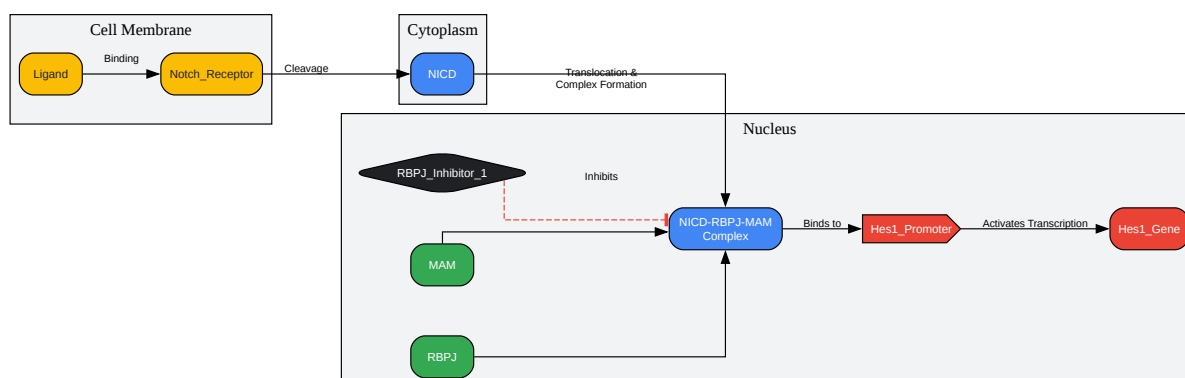 Cell Membrane
Cytoplasm
Ligand
Binding
Notch_Receptor
Cleavage
NICD
Translocation &
Complex Formation
Nucleus
RBPJ_Inhibitor_1
Inhibits
NICD-RBPJ-MAM
Complex
Binds to
Hes1_Promoter
Activates Transcription
Hes1_Gene
MAM
RBPJ